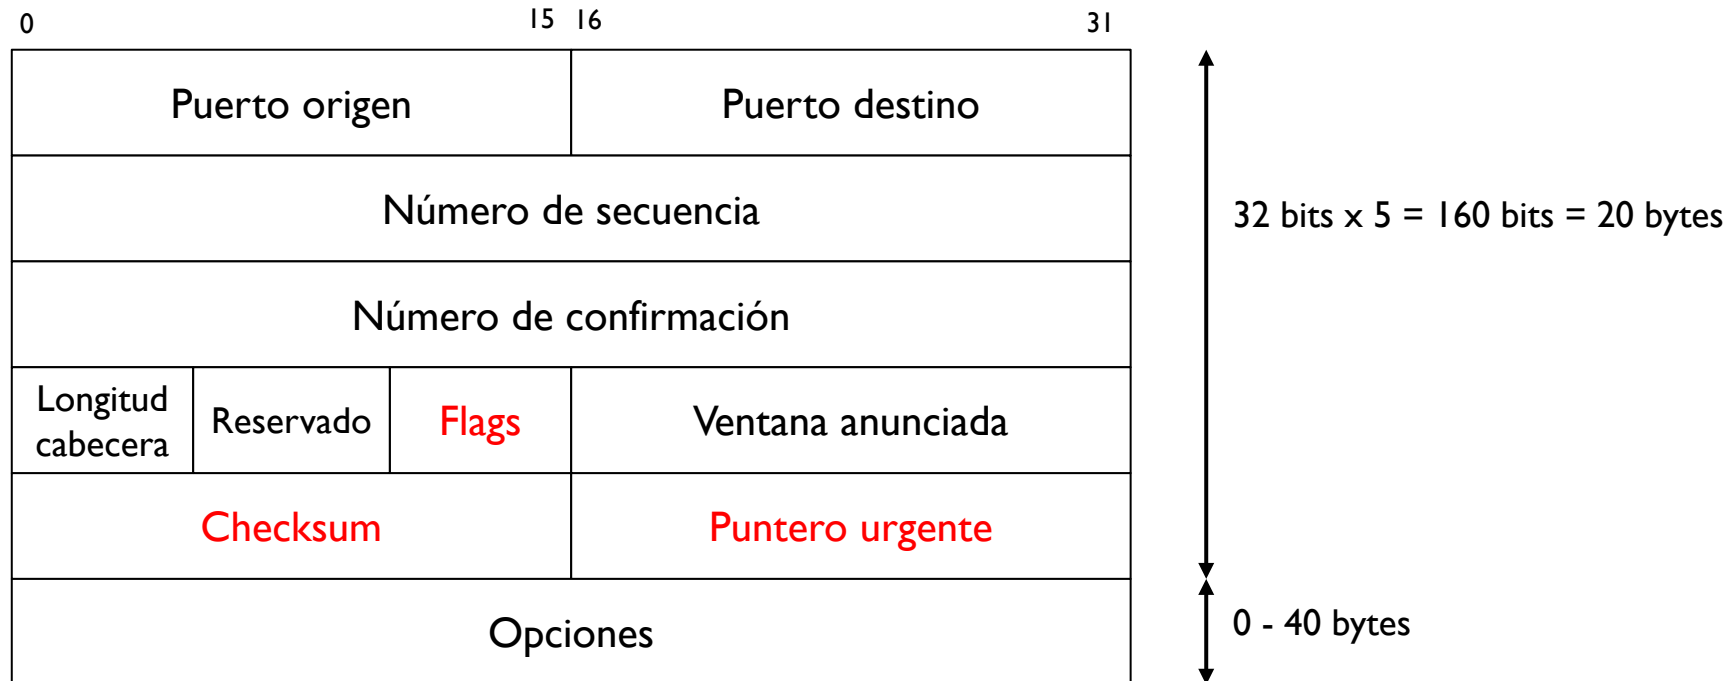 0 15 16 31
Puerto origen Puerto destino
Número de secuencia
32 bits x 5 = 160 bits = 20 bytes
Número de confirmación
Longitud
cabecera
Reservado
Flags
Ventana anunciada
Checksum Puntero urgente
Opciones
0 - 40 bytes